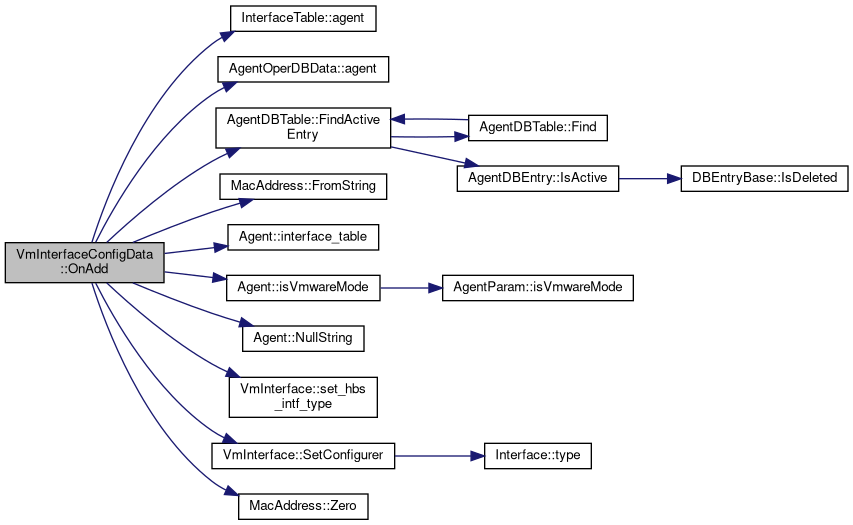 InterfaceTable::agent
AgentOperDBData::agent
AgentDBTable::FindActive
Entry
AgentDBTable::Find
AgentDBEntry::IsActive
DBEntryBase::IsDeleted
MacAddress::FromString
Agent::interface_table
VmInterfaceConfigData
::OnAdd
Agent::isVmwareMode
AgentParam::isVmwareMode
Agent::NullString
VmInterface::set_hbs
_intf_type
VmInterface::SetConfigurer
Interface::type
MacAddress::Zero